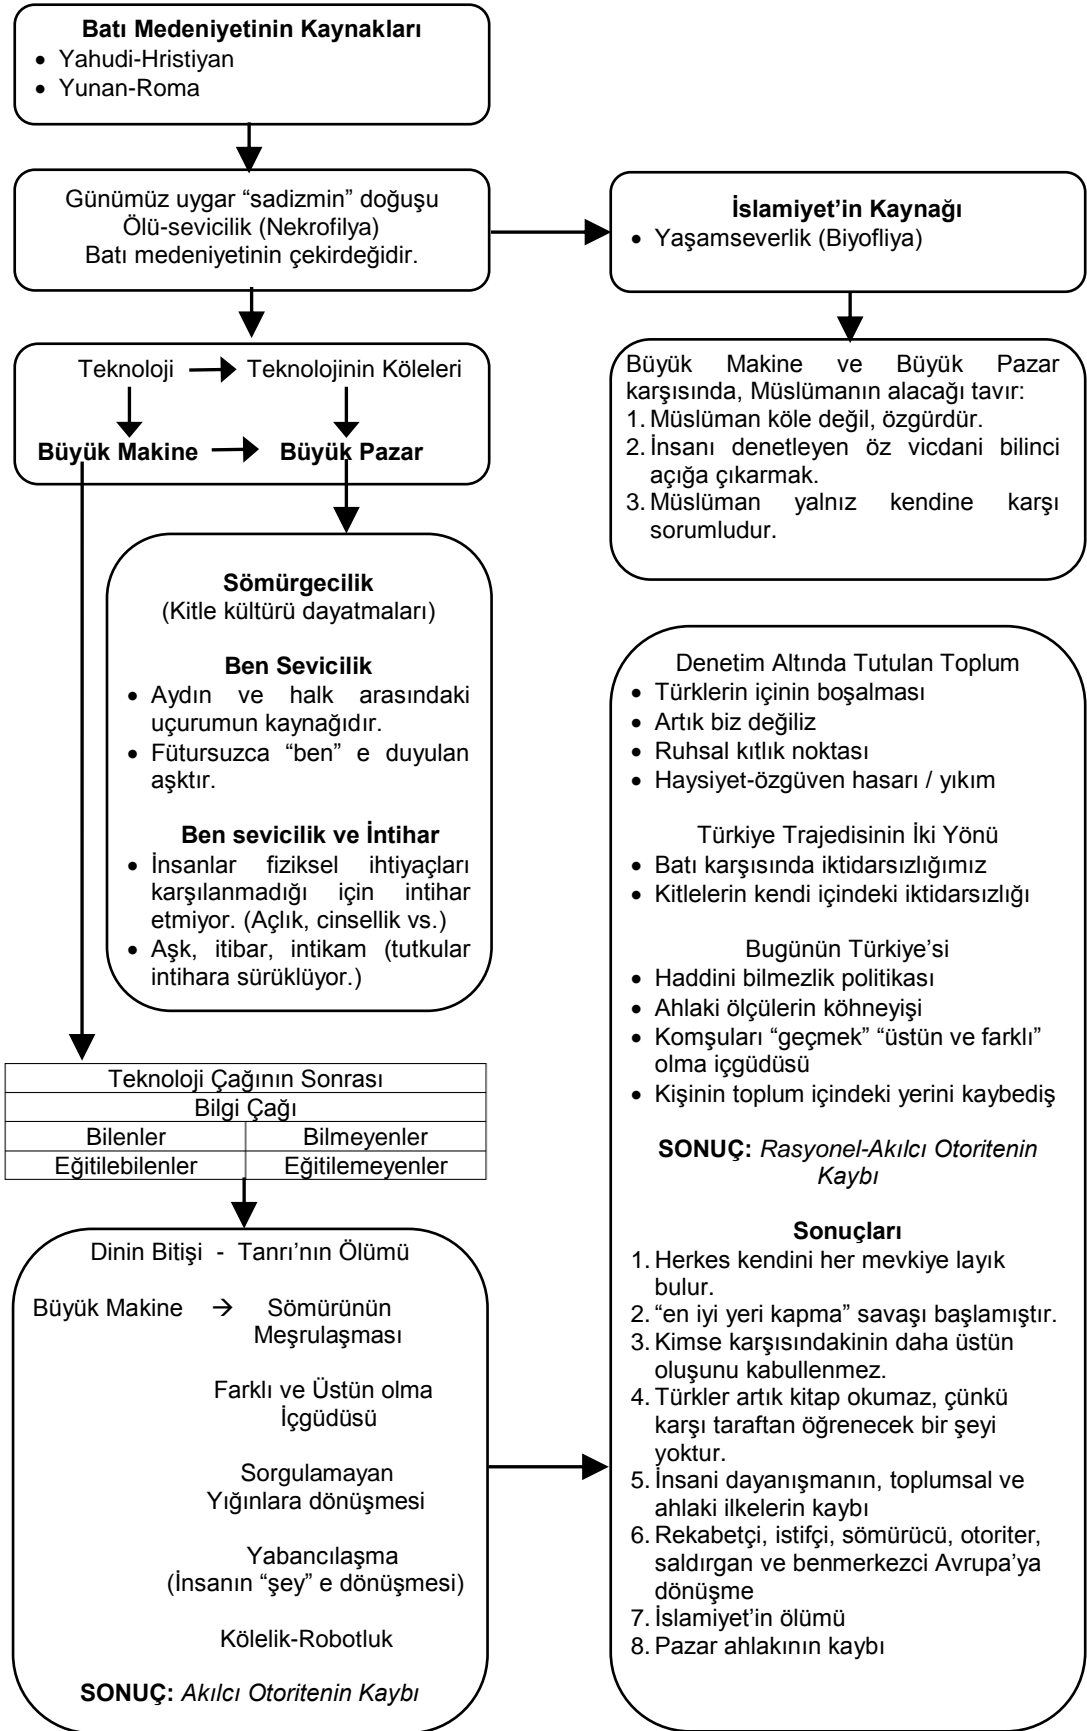 Batı Medeniyetinin Kaynakları
• Yahudi-Hristiyan
• Yunan-Roma
Günümüz uygar “sadizmin” doğuşu
Ölü-sevicilik (Nekrofilya)
Batı medeniyetinin çekirdeğidir.
İslamiyet’in Kaynağı
• Yaşamseverlik (Biyofliya)
Teknoloji → Teknolojinin Köleleri
Büyük Makine → Büyük Pazar
Büyük Makine ve Büyük Pazar
karşısında, Müslümanın alacağı tavır:
1. Müslüman köle değil, özgürdür.
2. İnsanı denetleyen öz vicdani bilinci
açığa çıkarmak.
3. Müslüman yalnız kendine karşı
sorumludur.
Sömürgecilik
(Kitle kültürü dayatmaları)
Ben Sevicilik
• Aydın ve halk arasındaki
uçurumun kaynağıdır.
• Fütursuzca “ben” e duyulan
aşktır.
Ben sevicilik ve İntihar
• İnsanlar fiziksel ihtiyaçları
karşılanmadığı için intihar
etmiyor. (Açlık, cinsellik vs.)
• Aşk, itibar, intikam (tutkular
intihara sürüklüyor.)
Teknoloji Çağının Sonrası
Bilgi Çağı
Bilenler Bilmeyenler
Eğitilebilenler Eğitilemeyenler
Dinin Bitişi - Tanrı’nın Ölümü
Büyük Makine → Sömürünün
Meşrulaşması
Farklı ve Üstün olma
İçgüdüsü
Sorgulamayan
Yığınlara dönüşmesi
Yabancılaşma
(İnsanın “şey” e dönüşmesi)
Kölelik-Robotluk
SONUÇ: Akılcı Otoritenin Kaybı
Denetim Altında Tutulan Toplum
• Türklerin içinin boşalması
• Artık biz değiliz
• Ruhsal kıtlık noktası
• Haysiyet-özgüven hasarı / yıkım
Türkiye Trajedisinin İki Yönü
• Batı karşısında iktidarsızlığımız
• Kitlelerin kendi içindeki iktidarsızlığı
Bugünün Türkiye’si
• Haddini bilmezlik politikası
• Ahlaki ölçülerin köhneyişi
• Komşuları “geçmek” “üstün ve farklı”
olma içgüdüsü
• Kişinin toplum içindeki yerini kaybediş
SONUÇ: Rasyonel-Akılcı Otoritenin
Kaybı
Sonuçları
1. Herkes kendini her mevkiye layık
bulur.
2. “en iyi yeri kapma” savaşı başlamıştır.
3. Kimse karşısındakinin daha üstün
oluşunu kabullenmez.
4. Türkler artık kitap okumaz, çünkü
karşı taraftan öğrenecek bir şeyi
yoktur.
5. İnsani dayanışmanın, toplumsal ve
ahlaki ilkelerin kaybı
6. Rekabetçi, istifçi, sömürücü, otoriter,
saldırgan ve benmerkezci Avrupa’ya
dönüşme
7. İslamiyet’in ölümü
8. Pazar ahlakının kaybı